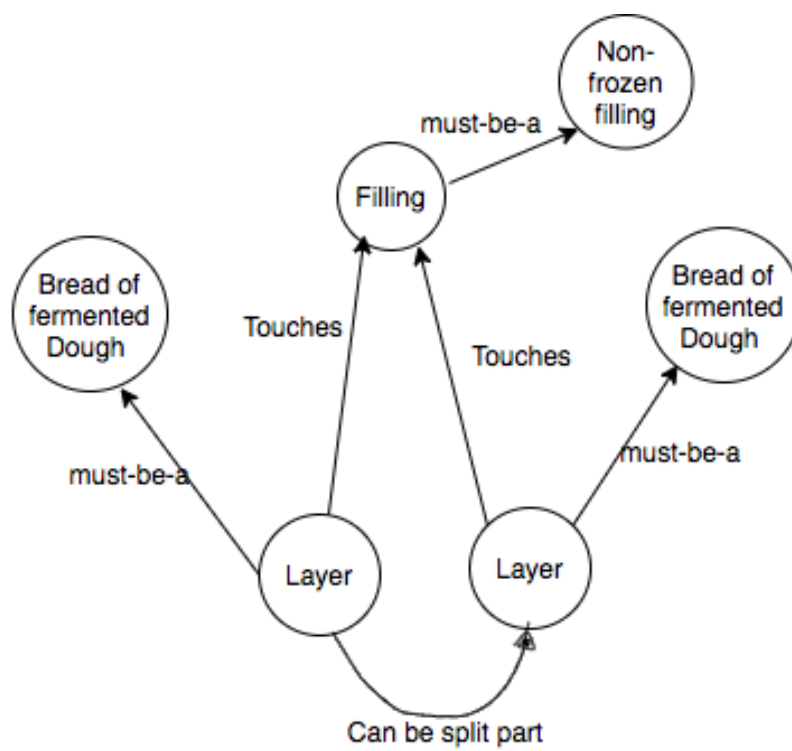 Non-
frozen
filling
must-be-a
Filling
Bread of
fermented
Dough
Bread of
fermented
Dough
Touches
Touches
must-be-a
must-be-a
Layer
Layer
Can be split part